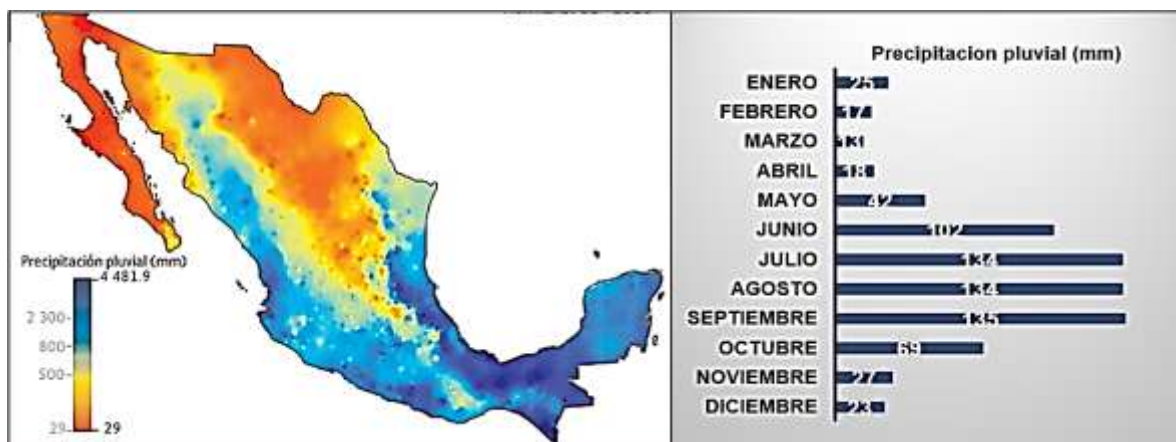 Precipitación pluvial (mm)
4 481.9
2 300
800
500
29
29
Precipitacion pluvial (mm)
ENERO 25
FEBRERO 17
MARZO 13
ABRIL 18
MAYO 42
JUNIO 102
JULIO 134
AGOSTO 134
SEPTIEMBRE 135
OCTUBRE 69
NOVIEMBRE 27
DICIEMBRE 23